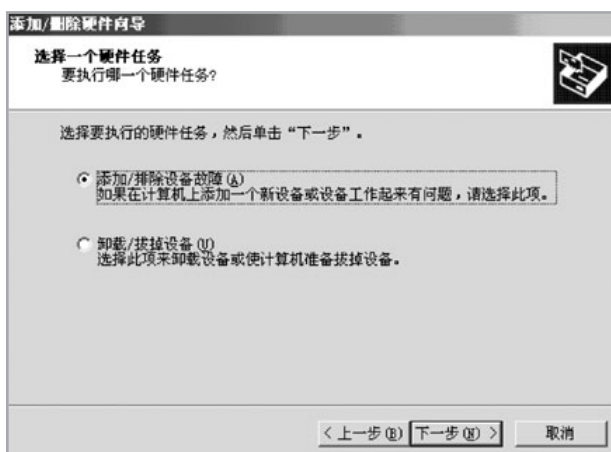 添加/删除硬件向导
选择一个硬件任务
要执行哪一个硬件任务?
选择要执行的硬件任务，然后单击“下一步”。
添加/排除设备故障(A)
如果在计算机上添加一个新设备或设备工作起来有问题，请选择此项。
卸载/拔掉设备(U)
选择此项来卸载设备或使计算机准备拔掉设备。
<上一步(B) 下一步(N)> 取消